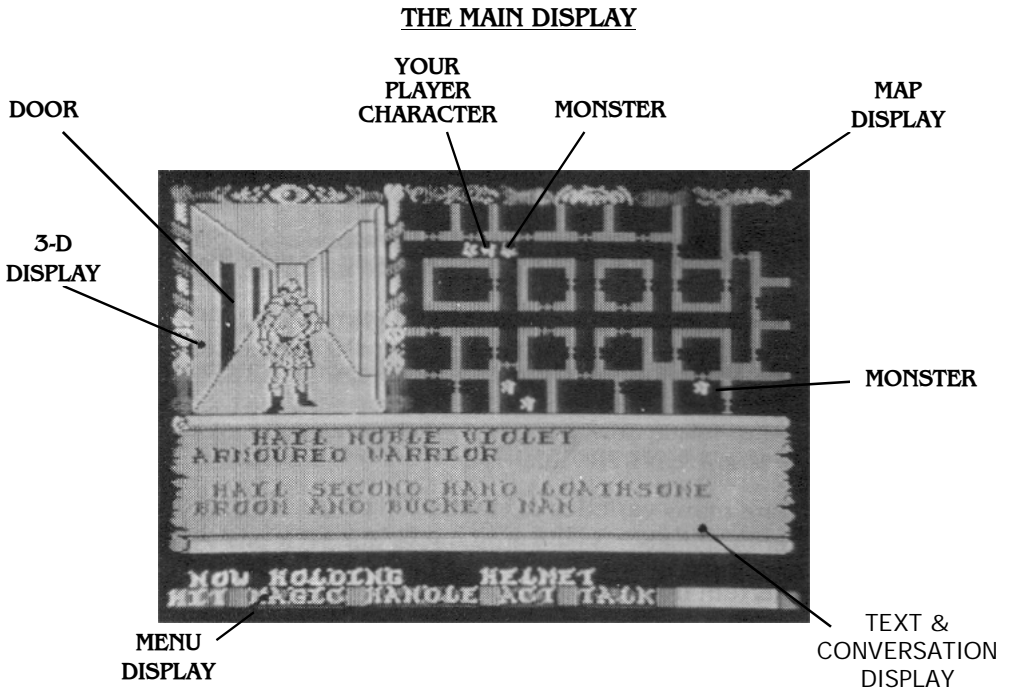 THE MAIN DISPLAY
DOOR
YOUR
PLAYER
CHARACTER
MONSTER
MAP
DISPLAY
3-D
DISPLAY
MONSTER
HAIL NOBLE VIOLET
ARMOURED WARRIOR
HAIL SECOND HAND LOATHSOME
BROOM AND BUCKET MAN
NOW HOLDING HELMET
HIT MAGIC HANDLE ACT TALK
MENU
DISPLAY
TEXT &
CONVERSATION
DISPLAY